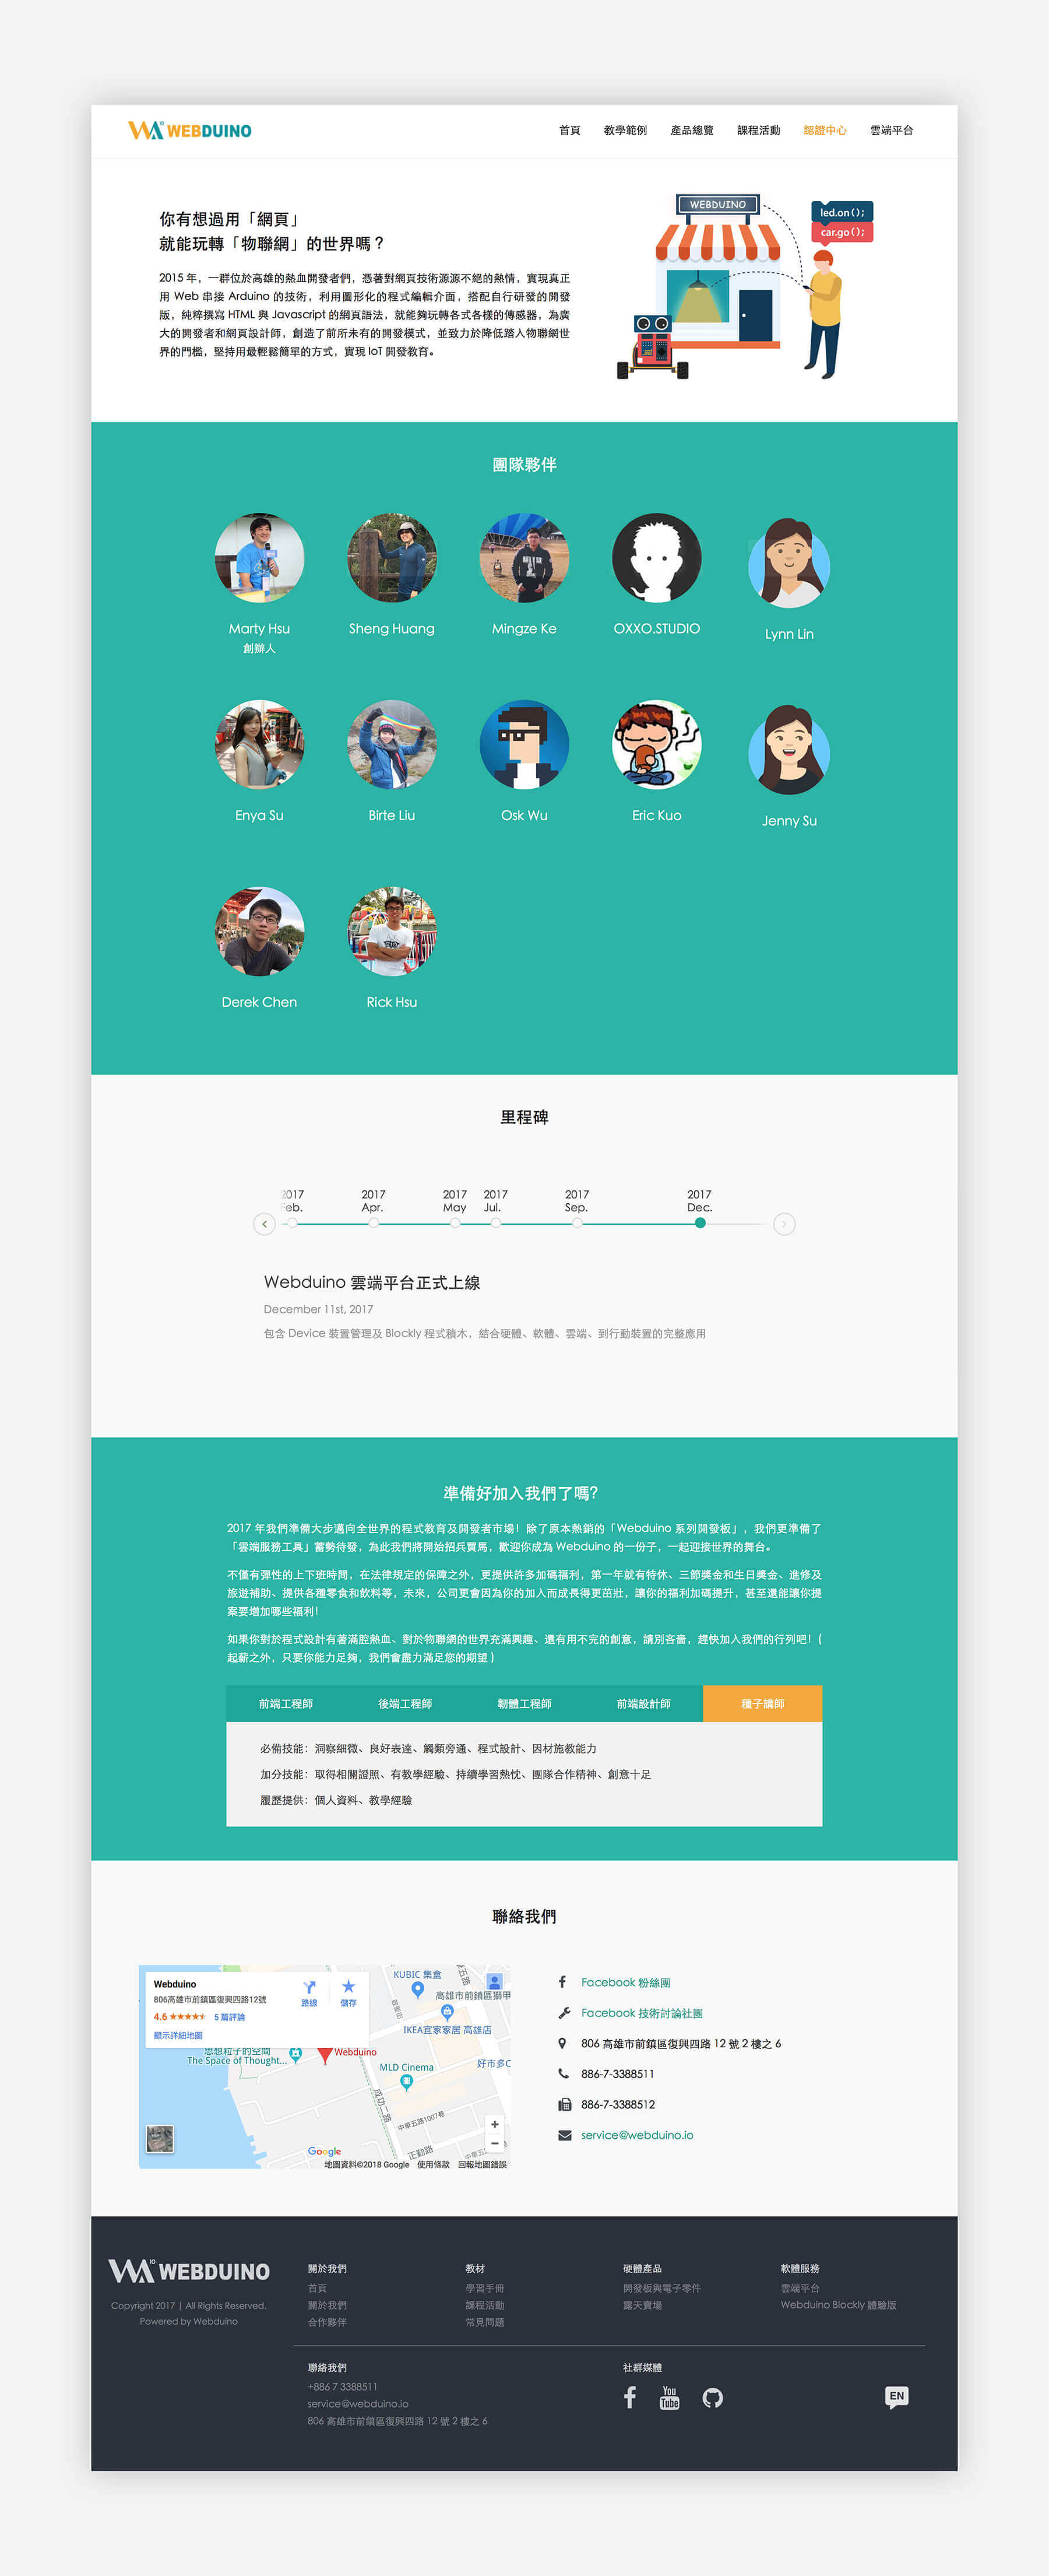 WEBDUINO
首頁 教學範例 產品總覽 課程活動 認證中心 雲端平台
你有想過用「網頁」
就能玩轉「物聯網」的世界嗎？
2015 年，一群位於高雄的熱血開發者們，憑著對網頁技術源源不絕的熱情，實現真正
用 Web 串接 Arduino 的技術，利用圖形化的程式編輯介面，搭配自行研發的開發
版，純粹撰寫 HTML 與 Javascript 的網頁語法，就能夠玩轉各式各樣的傳感器，為廣
大的開發者和網頁設計師，創造了前所未有的開發模式，並致力於降低踏入物聯網世
界的門檻，堅持用最輕鬆簡單的方式，實現 IoT 開發教育。
WEBDUINO
led.on();
car.go();
團隊夥伴
Marty Hsu
創辦人
Sheng Huang
Mingze Ke
OXXO.STUDIO
Lynn Lin
Enya Su
Birte Liu
Osk Wu
Eric Kuo
Jenny Su
Derek Chen
Rick Hsu
里程碑
2017 2017 2017 2017 2017 2017
Feb. Apr. May Jul. Sep. Dec.
Webduino 雲端平台正式上線
December 11st, 2017
包含 Device 裝置管理及 Blockly 程式積木，結合硬體、軟體、雲端、到行動裝置的完整應用
準備好加入我們了嗎?
2017 年我們準備大步邁向全世界的程式教育及開發者市場！除了原本熱銷的「Webduino 系列開發板」，我們更準備了
「雲端服務工具」蓄勢待發，為此我們將開始招兵買馬，歡迎你成為 Webduino 的一份子，一起迎接世界的舞台。
不僅有彈性的上下班時間，在法律規定的保障之外，更提供許多加碼福利，第一年就有特休、三節獎金和生日獎金、進修及
旅遊補助、提供各種零食和飲料等，未來，公司更會因為你的加入而成長得更茁壯，讓你的福利加碼提升，甚至還能讓你提
案要增加哪些福利！
如果你對於程式設計有著滿腔熱血、對於物聯網的世界充滿興趣、還有用不完的創意，請別吝嗇，趕快加入我們的行列吧！(
起薪之外，只要你能力足夠，我們會盡力滿足您的期望 )
前端工程師 後端工程師 韌體工程師 前端設計師 種子講師
必備技能：洞察細微、良好表達、觸類旁通、程式設計、因材施教能力
加分技能：取得相關證照、有教學經驗、持續學習熱忱、團隊合作精神、創意十足
履歷提供：個人資料、教學經驗
聯絡我們
Webduino
806高雄市前鎮區復興四路12號
4.6 ★★★★★ 5 篇評論
顯示詳細地圖
路線 儲存
KUBIC 集盒
高雄市前鎮區獅甲
IKEA宜家家居 高雄店
思想粒子的空間
The Space of Thought...
Webduino
MLD Cinema
好市多C
成功二路
中華五路1007巷
正勤路
中華五
Google
地圖資料©2018 Google 使用條款 回報地圖錯誤
Facebook 粉絲團
Facebook 技術討論社團
806 高雄市前鎮區復興四路 12 號 2 樓之 6
886-7-3388511
886-7-3388512
service@webduino.io
WEBDUINO
Copyright 2017 | All Rights Reserved.
Powered by Webduino
關於我們
首頁
關於我們
合作夥伴
教材
學習手冊
課程活動
常見問題
硬體產品
開發板與電子零件
露天賣場
軟體服務
雲端平台
Webduino Blockly 體驗版
聯絡我們
+886 7 3388511
service@webduino.io
806 高雄市前鎮區復興四路 12 號 2 樓之 6
社群媒體
You
Tube
EN